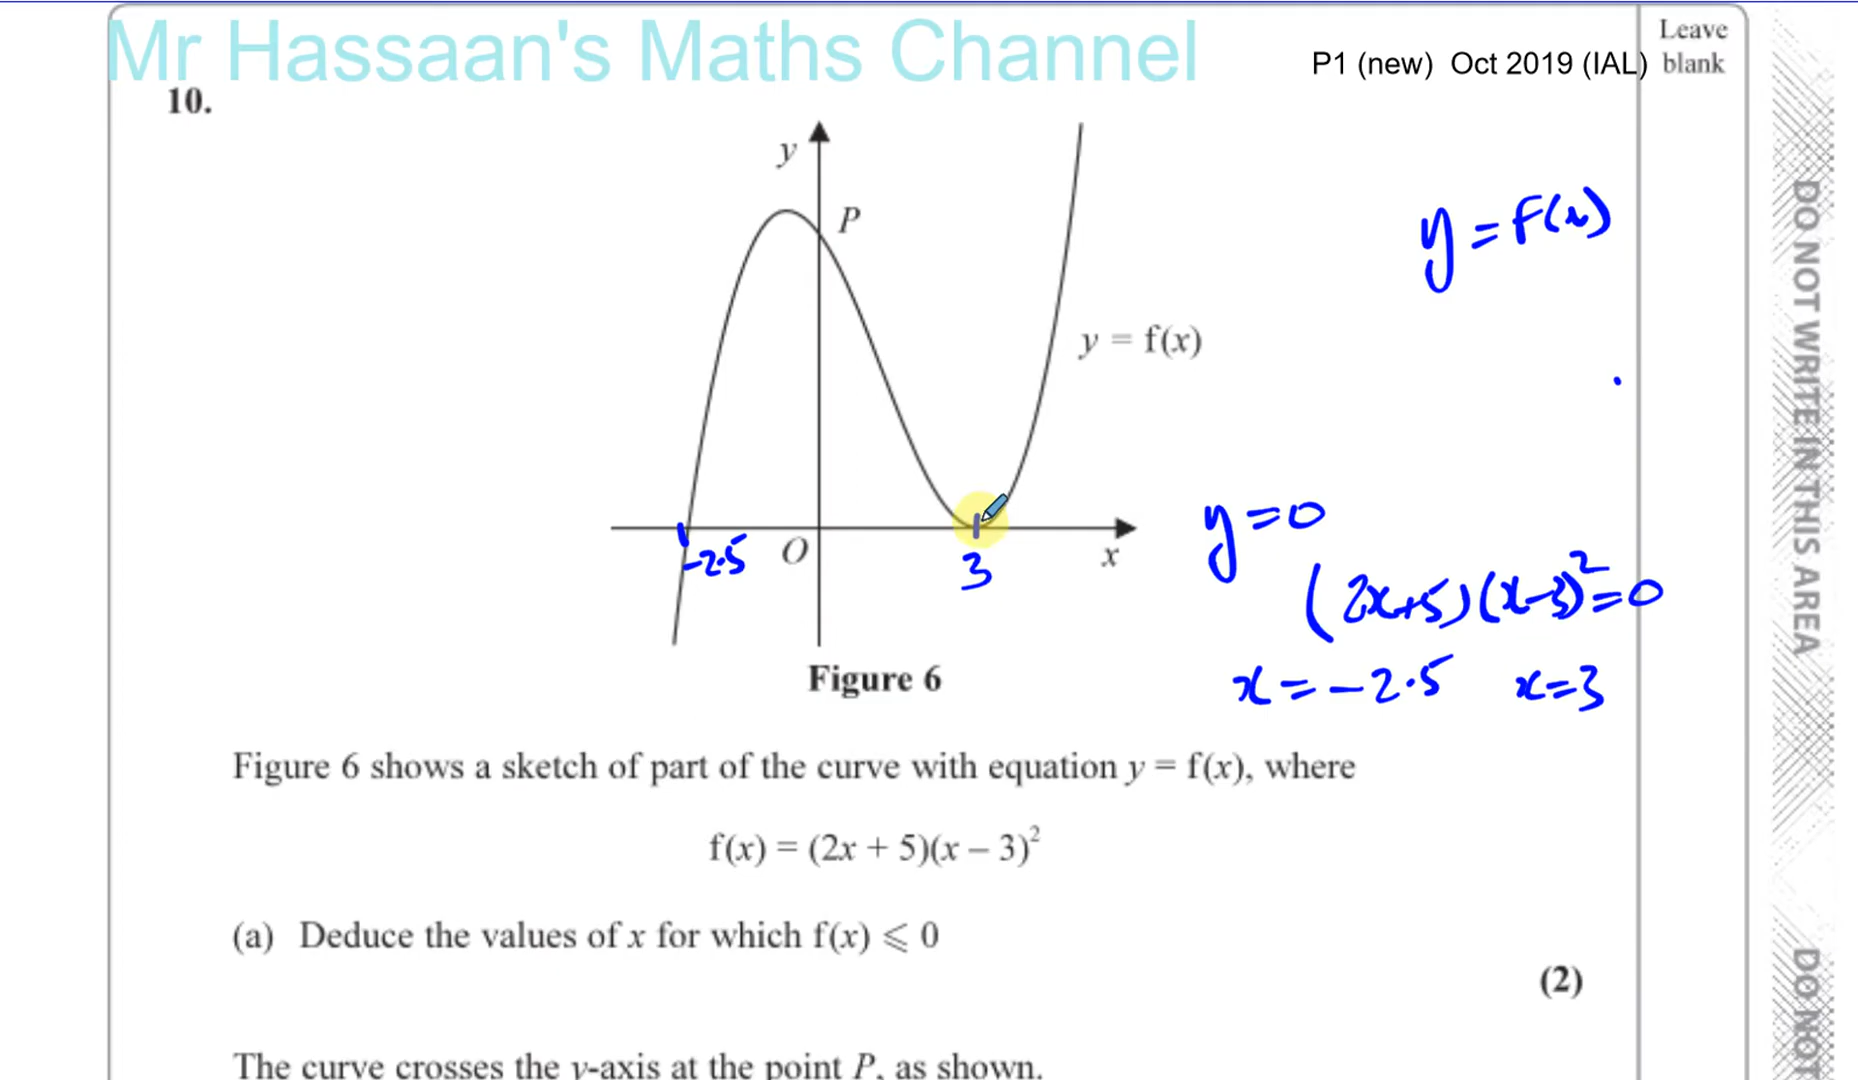 Mr Hassaan's Maths Channel
P1 (new) Oct 2019 (IAL)
Leave
blank
10.
y
P
y = f(x)
y = f(x)
-2.5
O
3
x
y=0
(2x+5)(x-3)²=0
x=-2.5 x=3
Figure 6
Figure 6 shows a sketch of part of the curve with equation y = f(x), where
f(x) = (2x + 5)(x – 3)²
(a) Deduce the values of x for which f(x) ⩽ 0
(2)
The curve crosses the y-axis at the point P, as shown.
DO NOT WRITE IN THIS AREA
DO NOT